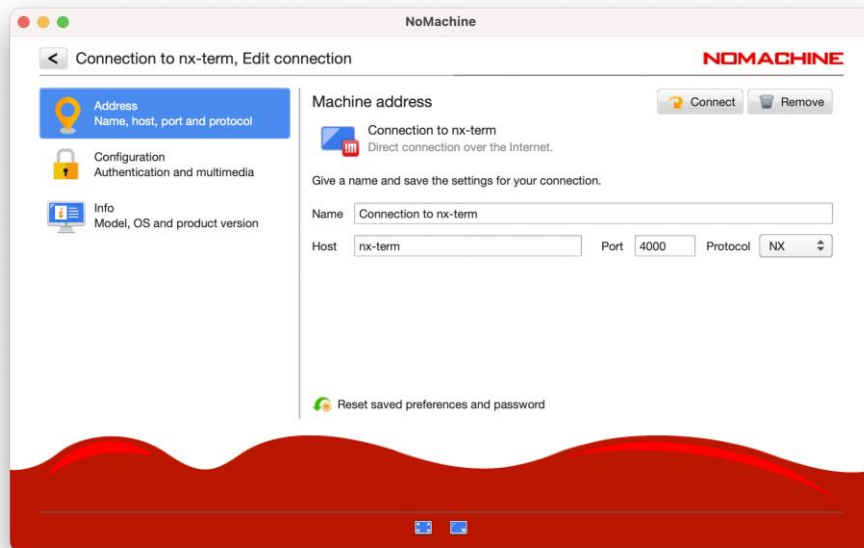 NoMachine
Connection to nx-term, Edit connection
NOMACHINE
Address
Name, host, port and protocol
Configuration
Authentication and multimedia
Info
Model, OS and product version
Machine address
Connect
Remove
!M
Connection to nx-term
Direct connection over the Internet.
Give a name and save the settings for your connection.
Name Connection to nx-term
Host nx-term Port 4000 Protocol NX
Reset saved preferences and password